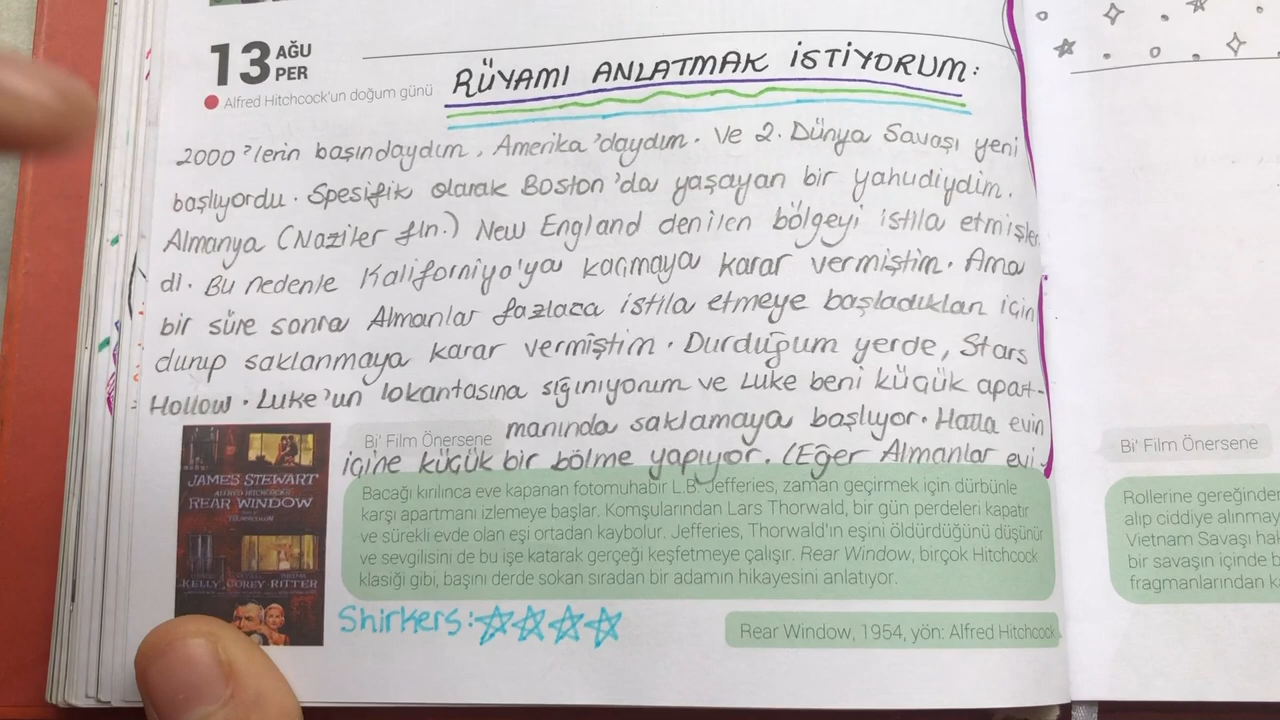 13 AĞU
PER
Alfred Hitchcock'un doğum günü
RÜYAMI ANLATMAK İSTİYORUM:
2000'lerin başındaydım, Amerika'daydım. Ve 2. Dünya Savaşı yeni
başlıyordu. Spesifik olarak Boston'da yaşayan bir yahudiydim.
Almanya (Naziler fln.) New England denilen bölgeyi istila etmişler
di. Bu nedenle Kaliforniya'ya kaçmaya karar vermiştim. Ama
bir süre sonra Almanlar fazlaca istila etmeye başladıkları için
durup saklanmaya karar vermiştim. Durduğum yerde, Stars
Hollow. Luke'un lokantasına sığınıyorum ve Luke beni küçük apart-
manında saklamaya başlıyor. Hatta evin
içine küçük bir bölme yapıyor. (Eğer Almanlar evi
Bi' Film Önersene
JAMES STEWART
ALFRED HITCHCOCK'S
REAR WINDOW
TECHNICOLOR
KELLY COREY RITTER
Bacağı kırılınca eve kapanan fotomuhabir L.B. Jefferies, zaman geçirmek için dürbünle
karşı apartmanı izlemeye başlar. Komşularından Lars Thorwald, bir gün perdeleri kapatır
ve sürekli evde olan eşi ortadan kaybolur. Jefferies, Thorwald'ın eşini öldürdüğünü düşünür
ve sevgilisini de bu işe katarak gerçeği keşfetmeye çalışır. Rear Window, birçok Hitchcock
klasiği gibi, başını derde sokan sıradan bir adamın hikayesini anlatıyor.
Shirkers:
Rear Window, 1954, yön: Alfred Hitchcock
Bi' Film Önersene
Rollerine gereğinden
alıp ciddiye alınmay
Vietnam Savaşı hak
bir savaşın içinde b
fragmanlarından k